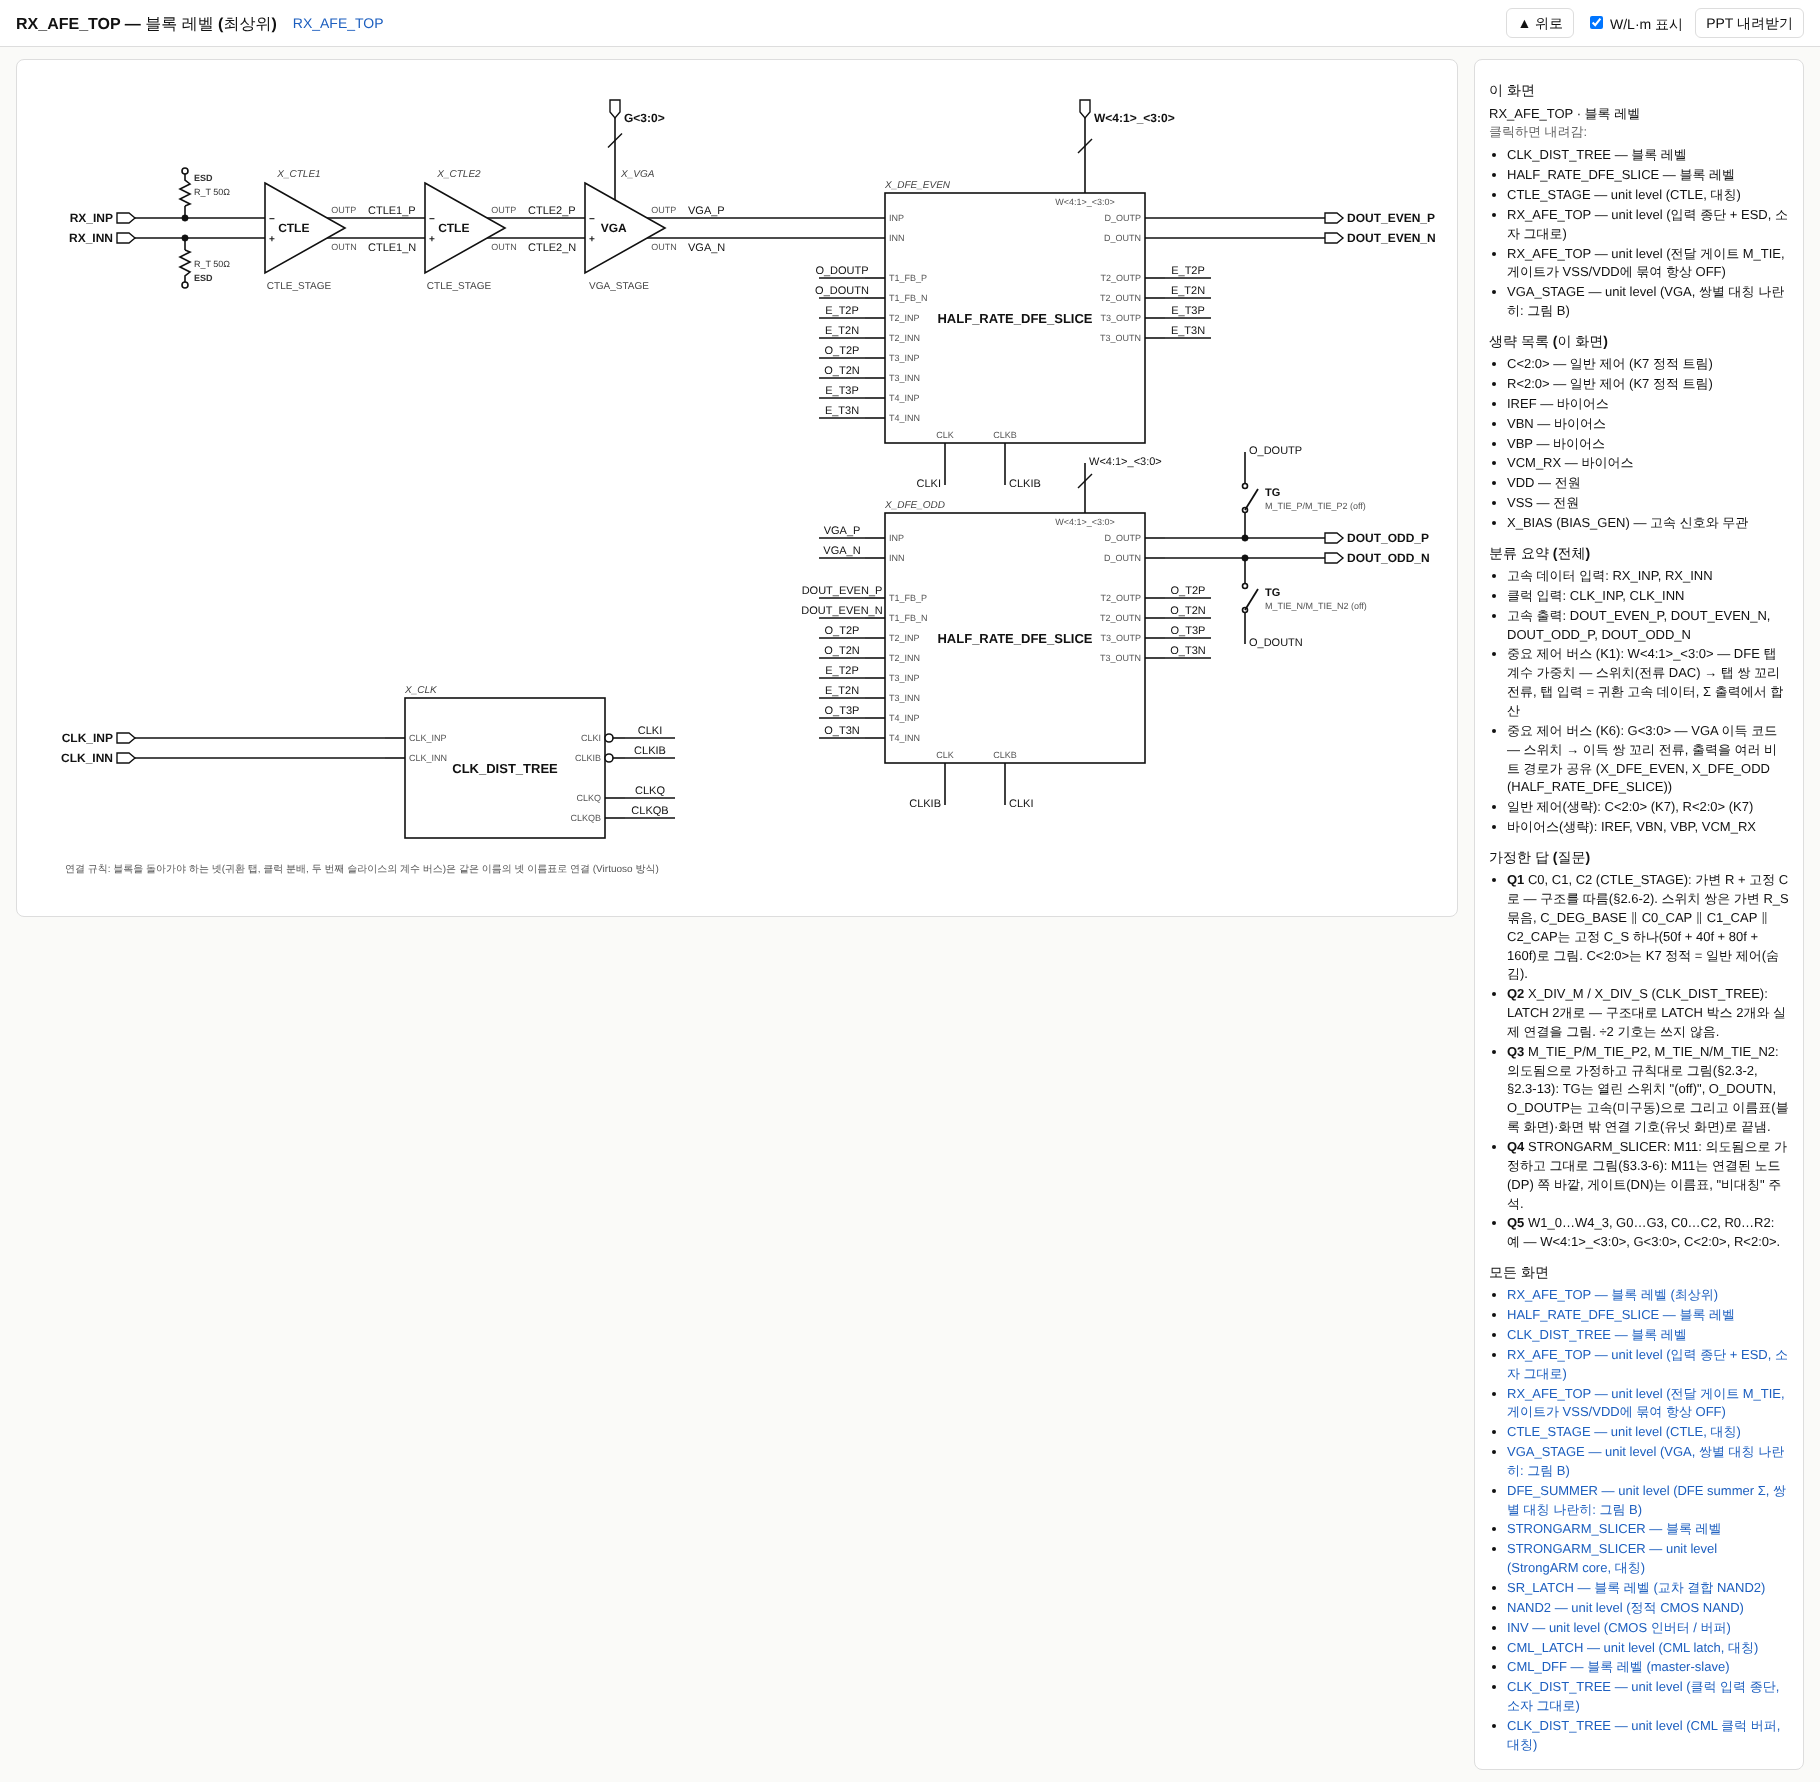 RX_AFE_TOP — 블록 레벨 (최상위) RX_AFE_TOP
▲ 위로
W/L·m 표시
PPT 내려받기
G<3:0>
W<4:1>_<3:0>
ESD
R_T 50Ω
X_CTLE1
X_CTLE2
X_VGA
X_DFE_EVEN
RX_INP
RX_INN
R_T 50Ω
ESD
−
+
CTLE
OUTP
OUTN
CTLE_STAGE
CTLE1_P
CTLE1_N
−
+
CTLE
OUTP
OUTN
CTLE_STAGE
CTLE2_P
CTLE2_N
−
+
VGA
OUTP
OUTN
VGA_STAGE
VGA_P
VGA_N
W<4:1>_<3:0>
INP
INN
D_OUTP
D_OUTN
DOUT_EVEN_P
DOUT_EVEN_N
O_DOUTP T1_FB_P
O_DOUTN T1_FB_N
E_T2P T2_INP
E_T2N T2_INN
O_T2P T3_INP
O_T2N T3_INN
E_T3P T4_INP
E_T3N T4_INN
HALF_RATE_DFE_SLICE
T2_OUTP E_T2P
T2_OUTN E_T2N
T3_OUTP E_T3P
T3_OUTN E_T3N
CLK
CLKB
CLKI
CLKIB
W<4:1>_<3:0>
X_DFE_ODD
W<4:1>_<3:0>
O_DOUTP
TG
M_TIE_P/M_TIE_P2 (off)
VGA_P INP
VGA_N INN
D_OUTP
D_OUTN
DOUT_ODD_P
DOUT_ODD_N
DOUT_EVEN_P T1_FB_P
DOUT_EVEN_N T1_FB_N
O_T2P T2_INP
O_T2N T2_INN
E_T2P T3_INP
E_T2N T3_INN
O_T3P T4_INP
O_T3N T4_INN
HALF_RATE_DFE_SLICE
T2_OUTP O_T2P
T2_OUTN O_T2N
T3_OUTP O_T3P
T3_OUTN O_T3N
TG
M_TIE_N/M_TIE_N2 (off)
O_DOUTN
CLK
CLKB
CLKIB
CLKI
X_CLK
CLK_INP
CLK_INN
CLK_INP
CLK_INN
CLK_DIST_TREE
CLKI CLKI
CLKIB CLKIB
CLKQ CLKQ
CLKQB CLKQB
연결 규칙: 블록을 돌아가야 하는 넷(귀환 탭, 클럭 분배, 두 번째 슬라이스의 계수 버스)은 같은 이름의 넷 이름표로 연결 (Virtuoso 방식)
이 화면
RX_AFE_TOP · 블록 레벨
클릭하면 내려감:
• CLK_DIST_TREE — 블록 레벨
• HALF_RATE_DFE_SLICE — 블록 레벨
• CTLE_STAGE — unit level (CTLE, 대칭)
• RX_AFE_TOP — unit level (입력 종단 + ESD, 소
자 그대로)
• RX_AFE_TOP — unit level (전달 게이트 M_TIE,
게이트가 VSS/VDD에 묶여 항상 OFF)
• VGA_STAGE — unit level (VGA, 쌍별 대칭 나란
히: 그림 B)
생략 목록 (이 화면)
• C<2:0> — 일반 제어 (K7 정적 트림)
• R<2:0> — 일반 제어 (K7 정적 트림)
• IREF — 바이어스
• VBN — 바이어스
• VBP — 바이어스
• VCM_RX — 바이어스
• VDD — 전원
• VSS — 전원
• X_BIAS (BIAS_GEN) — 고속 신호와 무관
분류 요약 (전체)
• 고속 데이터 입력: RX_INP, RX_INN
• 클럭 입력: CLK_INP, CLK_INN
• 고속 출력: DOUT_EVEN_P, DOUT_EVEN_N,
DOUT_ODD_P, DOUT_ODD_N
• 중요 제어 버스 (K1): W<4:1>_<3:0> — DFE 탭
계수 가중치 — 스위치(전류 DAC) → 탭 쌍 꼬리
전류, 탭 입력 = 귀환 고속 데이터, Σ 출력에서 합
산
• 중요 제어 버스 (K6): G<3:0> — VGA 이득 코드
— 스위치 → 이득 쌍 꼬리 전류, 출력을 여러 비
트 경로가 공유 (X_DFE_EVEN, X_DFE_ODD
(HALF_RATE_DFE_SLICE))
• 일반 제어(생략): C<2:0> (K7), R<2:0> (K7)
• 바이어스(생략): IREF, VBN, VBP, VCM_RX
가정한 답 (질문)
• Q1 C0, C1, C2 (CTLE_STAGE): 가변 R + 고정 C
로 — 구조를 따름(§2.6-2). 스위치 쌍은 가변 R_S
묶음, C_DEG_BASE ∥ C0_CAP ∥ C1_CAP ∥
C2_CAP는 고정 C_S 하나(50f + 40f + 80f +
160f)로 그림. C<2:0>는 K7 정적 = 일반 제어(숨
김).
• Q2 X_DIV_M / X_DIV_S (CLK_DIST_TREE):
LATCH 2개로 — 구조대로 LATCH 박스 2개와 실
제 연결을 그림. ÷2 기호는 쓰지 않음.
• Q3 M_TIE_P/M_TIE_P2, M_TIE_N/M_TIE_N2:
의도됨으로 가정하고 규칙대로 그림(§2.3-2,
§2.3-13): TG는 열린 스위치 "(off)", O_DOUTN,
O_DOUTP는 고속(미구동)으로 그리고 이름표(블
록 화면)·화면 밖 연결 기호(유닛 화면)로 끝냄.
• Q4 STRONGARM_SLICER: M11: 의도됨으로 가
정하고 그대로 그림(§3.3-6): M11는 연결된 노드
(DP) 쪽 바깥, 게이트(DN)는 이름표, "비대칭" 주
석.
• Q5 W1_0…W4_3, G0…G3, C0…C2, R0…R2:
예 — W<4:1>_<3:0>, G<3:0>, C<2:0>, R<2:0>.
모든 화면
• RX_AFE_TOP — 블록 레벨 (최상위)
• HALF_RATE_DFE_SLICE — 블록 레벨
• CLK_DIST_TREE — 블록 레벨
• RX_AFE_TOP — unit level (입력 종단 + ESD, 소
자 그대로)
• RX_AFE_TOP — unit level (전달 게이트 M_TIE,
게이트가 VSS/VDD에 묶여 항상 OFF)
• CTLE_STAGE — unit level (CTLE, 대칭)
• VGA_STAGE — unit level (VGA, 쌍별 대칭 나란
히: 그림 B)
• DFE_SUMMER — unit level (DFE summer Σ, 쌍
별 대칭 나란히: 그림 B)
• STRONGARM_SLICER — 블록 레벨
• STRONGARM_SLICER — unit level
(StrongARM core, 대칭)
• SR_LATCH — 블록 레벨 (교차 결합 NAND2)
• NAND2 — unit level (정적 CMOS NAND)
• INV — unit level (CMOS 인버터 / 버퍼)
• CML_LATCH — unit level (CML latch, 대칭)
• CML_DFF — 블록 레벨 (master-slave)
• CLK_DIST_TREE — unit level (클럭 입력 종단,
소자 그대로)
• CLK_DIST_TREE — unit level (CML 클럭 버퍼,
대칭)